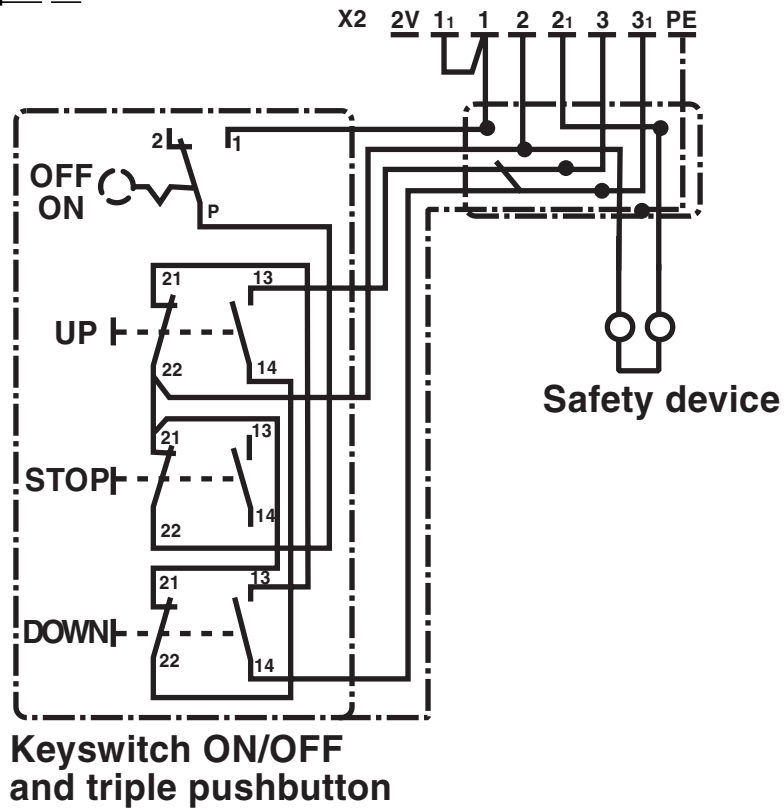 X2 2V 11 1 2 21 3 31 PE
2 1
OFF
ON
P
21 13
UP
22 14
21 13
STOP
22 14
21 13
DOWN
22 14
Safety device
Keyswitch ON/OFF
and triple pushbutton